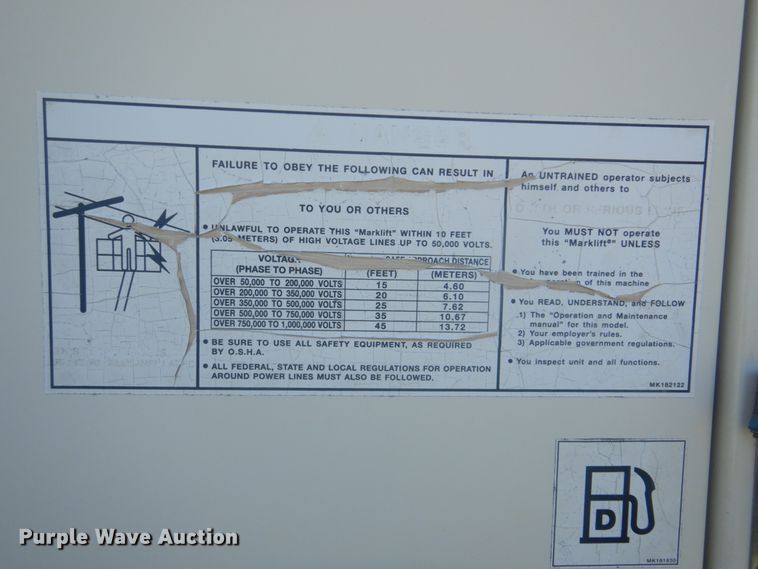 FAILURE TO OBEY THE FOLLOWING CAN RESULT IN
TO YOU OR OTHERS
• UNLAWFUL TO OPERATE THIS "Marklift" WITHIN 10 FEET
(3.05 METERS) OF HIGH VOLTAGE LINES UP TO 50,000 VOLTS.
VOLTAGE DISTANCE
(PHASE TO PHASE) (FEET) (METERS)
OVER 50,000 TO 200,000 VOLTS 15 4.60
OVER 200,000 TO 350,000 VOLTS 20 6.10
OVER 350,000 TO 500,000 VOLTS 25 7.62
OVER 500,000 TO 750,000 VOLTS 35 10.67
OVER 750,000 TO 1,000,000 VOLTS 45 13.72
• BE SURE TO USE ALL SAFETY EQUIPMENT, AS REQUIRED
BY O.S.H.A.
• ALL FEDERAL, STATE AND LOCAL REGULATIONS FOR OPERATION
AROUND POWER LINES MUST ALSO BE FOLLOWED.
An UNTRAINED operator subjects
himself and others to
You MUST NOT operate
this "Marklift®" UNLESS
• You have been trained in the
of this machine
• You READ, UNDERSTAND, and FOLLOW
1) The "Operation and Maintenance
manual" for this model.
2) Your employer's rules.
3) Applicable government regulations.
• You inspect unit and all functions.
MK182122
D
MK181830
Purple Wave Auction